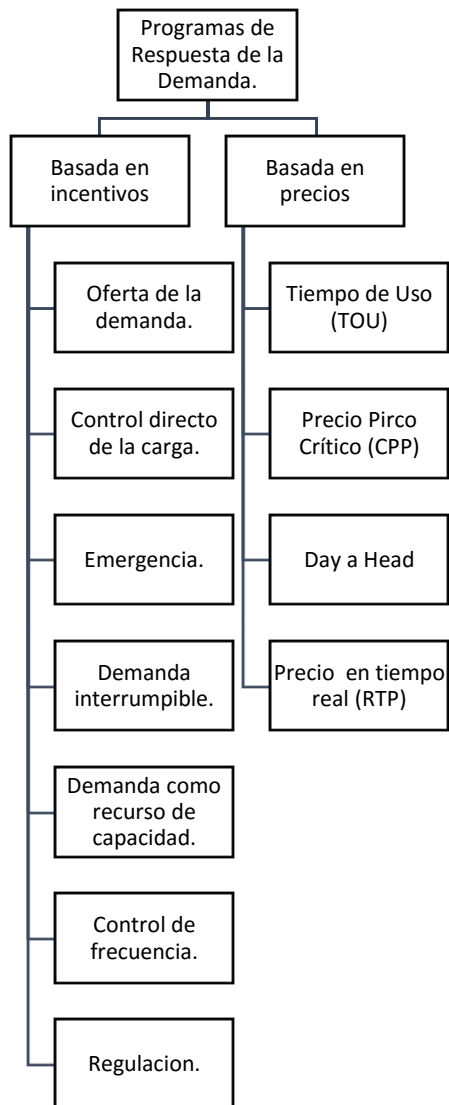 Programas de
Respuesta de la
Demanda.
Basada en
incentivos
Oferta de la
demanda.
Control directo
de la carga.
Emergencia.
Demanda
interrumpible.
Demanda como
recurso de
capacidad.
Control de
frecuencia.
Regulacion.
Basada en
precios
Tiempo de Uso
(TOU)
Precio Pirco
Crítico (CPP)
Day a Head
Precio en tiempo
real (RTP)